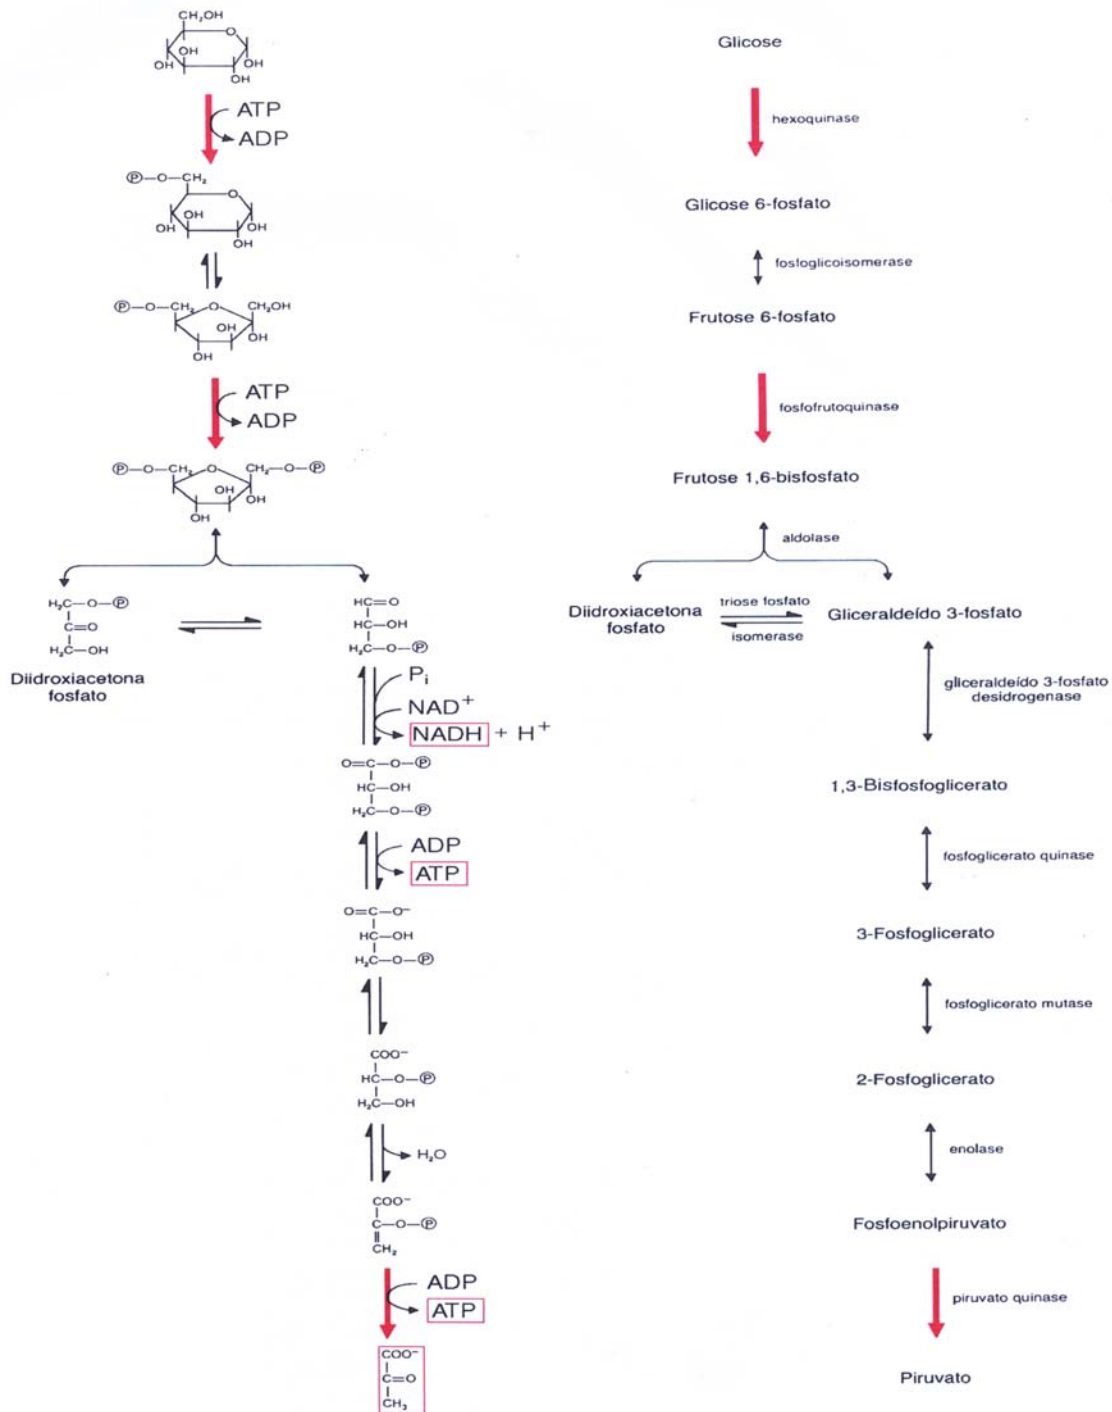 CH₂OH
O
OH
OH
OH
OH
ATP
ADP
Ⓟ—O—CH₂
O
OH
OH
OH
OH
Ⓟ—O—CH₂ O CH₂OH
OH
OH
OH
ATP
ADP
Ⓟ—O—CH₂ O CH₂—O—Ⓟ
OH
OH
OH
H₂C—O—Ⓟ
C=O
H₂C—OH
Diidroxiacetona
fosfato
HC=O
HC—OH
H₂C—O—Ⓟ
Pi
NAD⁺
NADH + H⁺
O=C—O—Ⓟ
HC—OH
H₂C—O—Ⓟ
ADP
ATP
O=C—O⁻
HC—OH
H₂C—O—Ⓟ
COO⁻
HC—O—Ⓟ
H₂C—OH
H₂O
COO⁻
C—O—Ⓟ
CH₂
ADP
ATP
COO⁻
C=O
CH₃
Glicose
hexoquinase
Glicose 6-fosfato
fosfoglicoisomerase
Frutose 6-fosfato
fosfofrutoquinase
Frutose 1,6-bisfosfato
aldolase
Diidroxiacetona
fosfato
triose fosfato
isomerase
Gliceraldeído 3-fosfato
gliceraldeído 3-fosfato
desidrogenase
1,3-Bisfosfoglicerato
fosfoglicerato quinase
3-Fosfoglicerato
fosfoglicerato mutase
2-Fosfoglicerato
enolase
Fosfoenolpiruvato
piruvato quinase
Piruvato